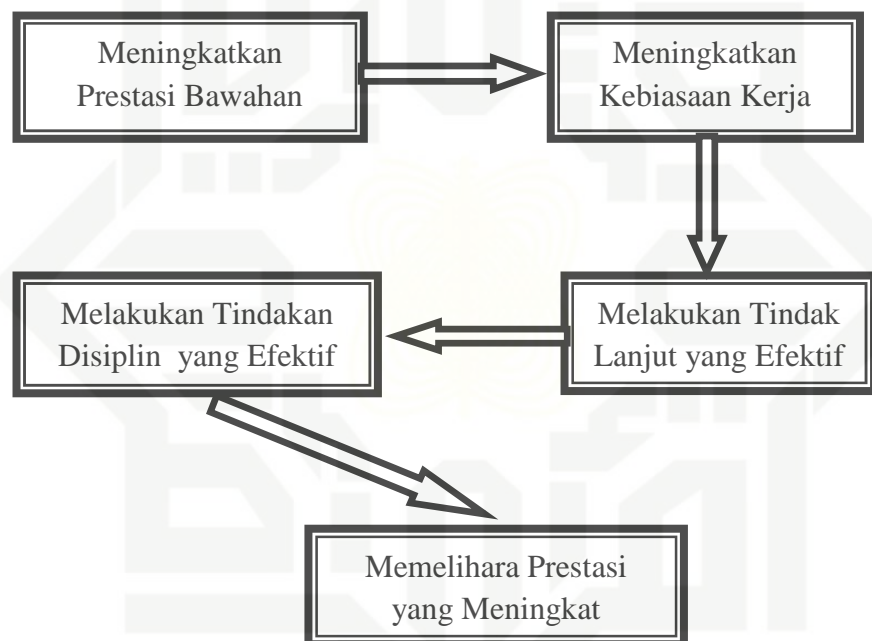 Meningkatkan
Prestasi Bawahan
Meningkatkan
Kebiasaan Kerja
Melakukan Tindakan
Disiplin yang Efektif
Melakukan Tindak
Lanjut yang Efektif
Memelihara Prestasi
yang Meningkat